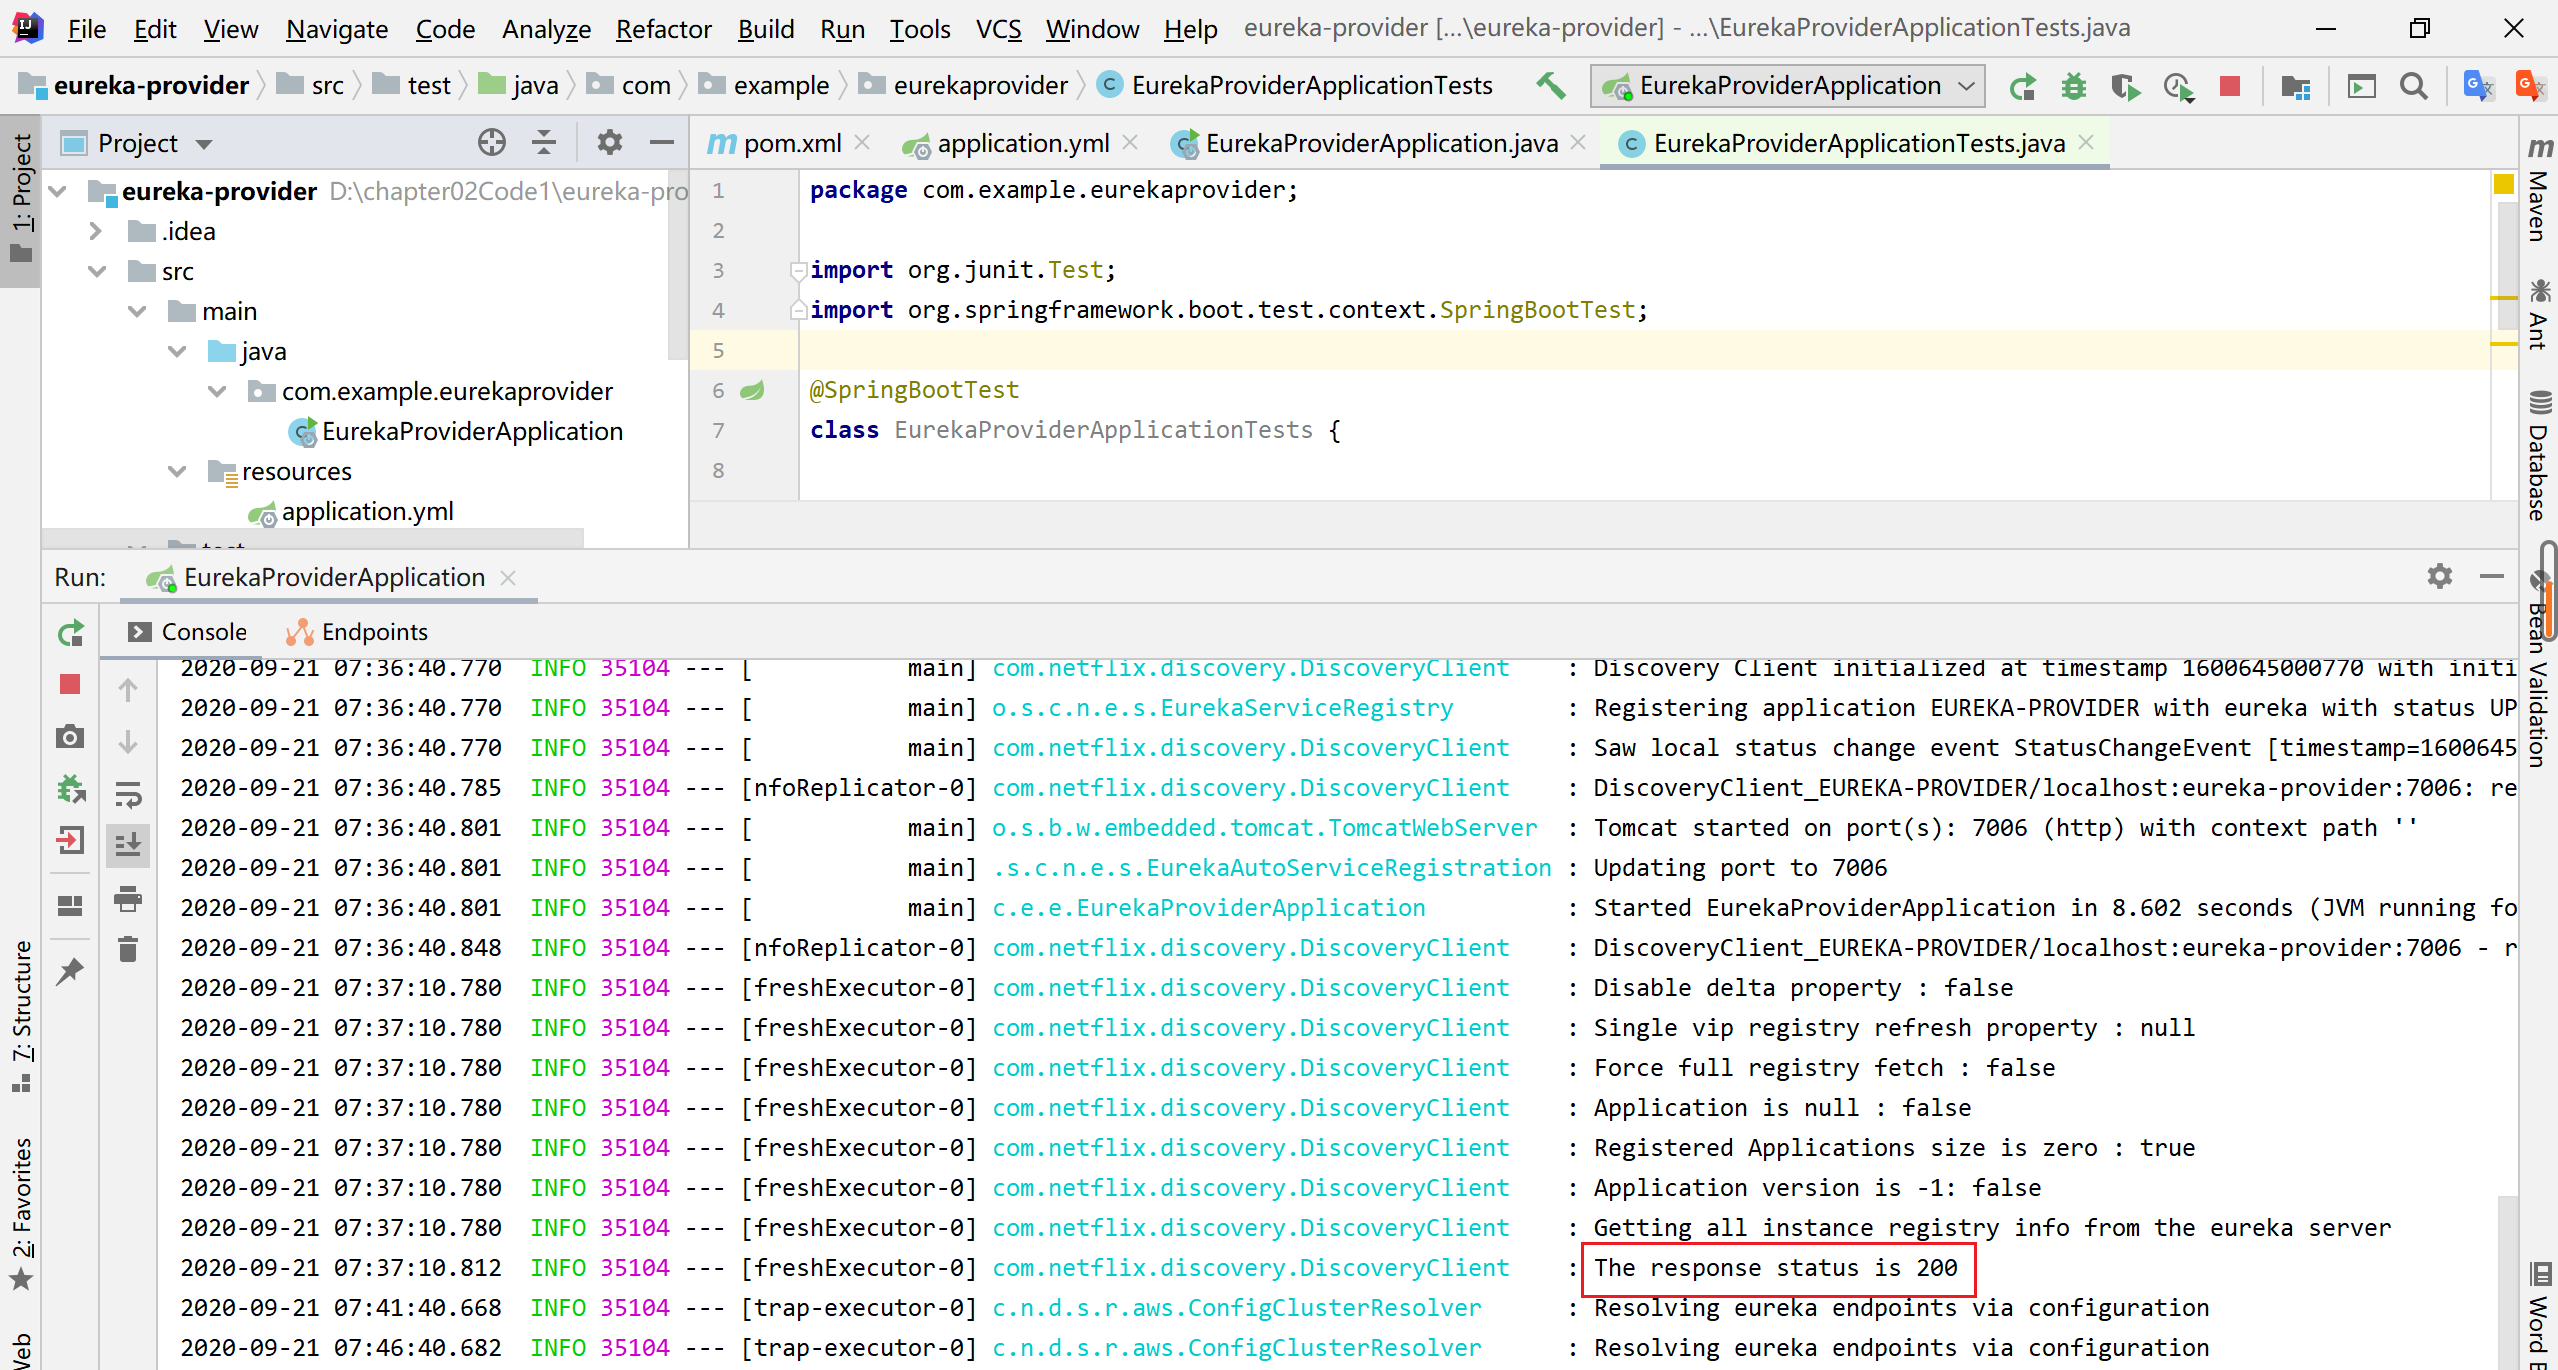 File Edit View Navigate Code Analyze Refactor Build Run Tools VCS Window Help eureka-provider [...\eureka-provider] - ...\EurekaProviderApplicationTests.java
eureka-provider src test java com example eurekaprovider EurekaProviderApplicationTests EurekaProviderApplication
1: Project
Project
pom.xml application.yml EurekaProviderApplication.java EurekaProviderApplicationTests.java
eureka-provider D:\chapter02Code1\eureka-pro
.idea
src
main
java
com.example.eurekaprovider
EurekaProviderApplication
resources
application.yml
test
1 package com.example.eurekaprovider;
2
3 import org.junit.Test;
4 import org.springframework.boot.test.context.SpringBootTest;
5
6 @SpringBootTest
7 class EurekaProviderApplicationTests {
8
Maven
Ant
Database
Bean Validation
Run: EurekaProviderApplication
Console Endpoints
2020-09-21 07:36:40.770 INFO 35104 --- [ main] com.netflix.discovery.DiscoveryClient : Discovery Client initialized at timestamp 1600645000770 with initi
2020-09-21 07:36:40.770 INFO 35104 --- [ main] o.s.c.n.e.s.EurekaServiceRegistry : Registering application EUREKA-PROVIDER with eureka with status UP
2020-09-21 07:36:40.770 INFO 35104 --- [ main] com.netflix.discovery.DiscoveryClient : Saw local status change event StatusChangeEvent [timestamp=1600645
2020-09-21 07:36:40.785 INFO 35104 --- [nfoReplicator-0] com.netflix.discovery.DiscoveryClient : DiscoveryClient_EUREKA-PROVIDER/localhost:eureka-provider:7006: re
2020-09-21 07:36:40.801 INFO 35104 --- [ main] o.s.b.w.embedded.tomcat.TomcatWebServer : Tomcat started on port(s): 7006 (http) with context path ''
2020-09-21 07:36:40.801 INFO 35104 --- [ main] .s.c.n.e.s.EurekaAutoServiceRegistration : Updating port to 7006
2020-09-21 07:36:40.801 INFO 35104 --- [ main] c.e.e.EurekaProviderApplication : Started EurekaProviderApplication in 8.602 seconds (JVM running fo
2020-09-21 07:36:40.848 INFO 35104 --- [nfoReplicator-0] com.netflix.discovery.DiscoveryClient : DiscoveryClient_EUREKA-PROVIDER/localhost:eureka-provider:7006 - r
2020-09-21 07:37:10.780 INFO 35104 --- [freshExecutor-0] com.netflix.discovery.DiscoveryClient : Disable delta property : false
2020-09-21 07:37:10.780 INFO 35104 --- [freshExecutor-0] com.netflix.discovery.DiscoveryClient : Single vip registry refresh property : null
2020-09-21 07:37:10.780 INFO 35104 --- [freshExecutor-0] com.netflix.discovery.DiscoveryClient : Force full registry fetch : false
2020-09-21 07:37:10.780 INFO 35104 --- [freshExecutor-0] com.netflix.discovery.DiscoveryClient : Application is null : false
2020-09-21 07:37:10.780 INFO 35104 --- [freshExecutor-0] com.netflix.discovery.DiscoveryClient : Registered Applications size is zero : true
2020-09-21 07:37:10.780 INFO 35104 --- [freshExecutor-0] com.netflix.discovery.DiscoveryClient : Application version is -1: false
2020-09-21 07:37:10.780 INFO 35104 --- [freshExecutor-0] com.netflix.discovery.DiscoveryClient : Getting all instance registry info from the eureka server
2020-09-21 07:37:10.812 INFO 35104 --- [freshExecutor-0] com.netflix.discovery.DiscoveryClient : The response status is 200
2020-09-21 07:41:40.668 INFO 35104 --- [trap-executor-0] c.n.d.s.r.aws.ConfigClusterResolver : Resolving eureka endpoints via configuration
2020-09-21 07:46:40.682 INFO 35104 --- [trap-executor-0] c.n.d.s.r.aws.ConfigClusterResolver : Resolving eureka endpoints via configuration
7: Structure
2: Favorites
Web
Word